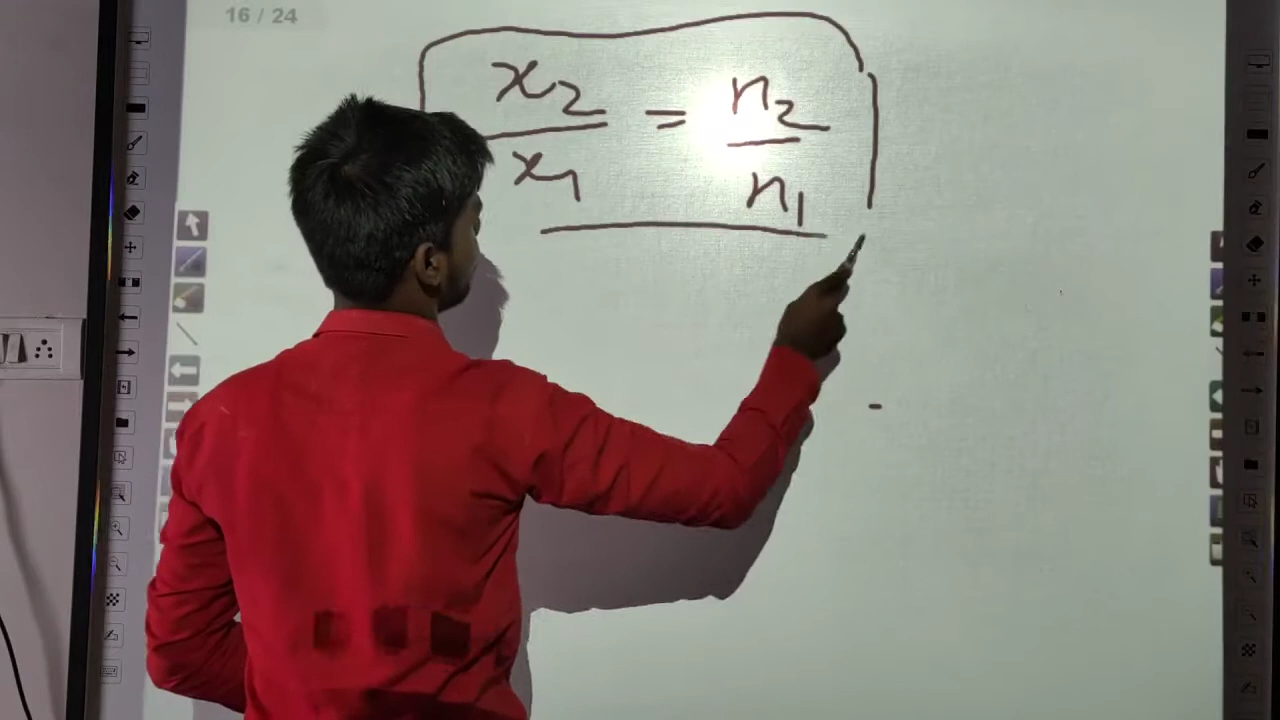 16 / 24
x₂ / x₁ = n₂ / n₁